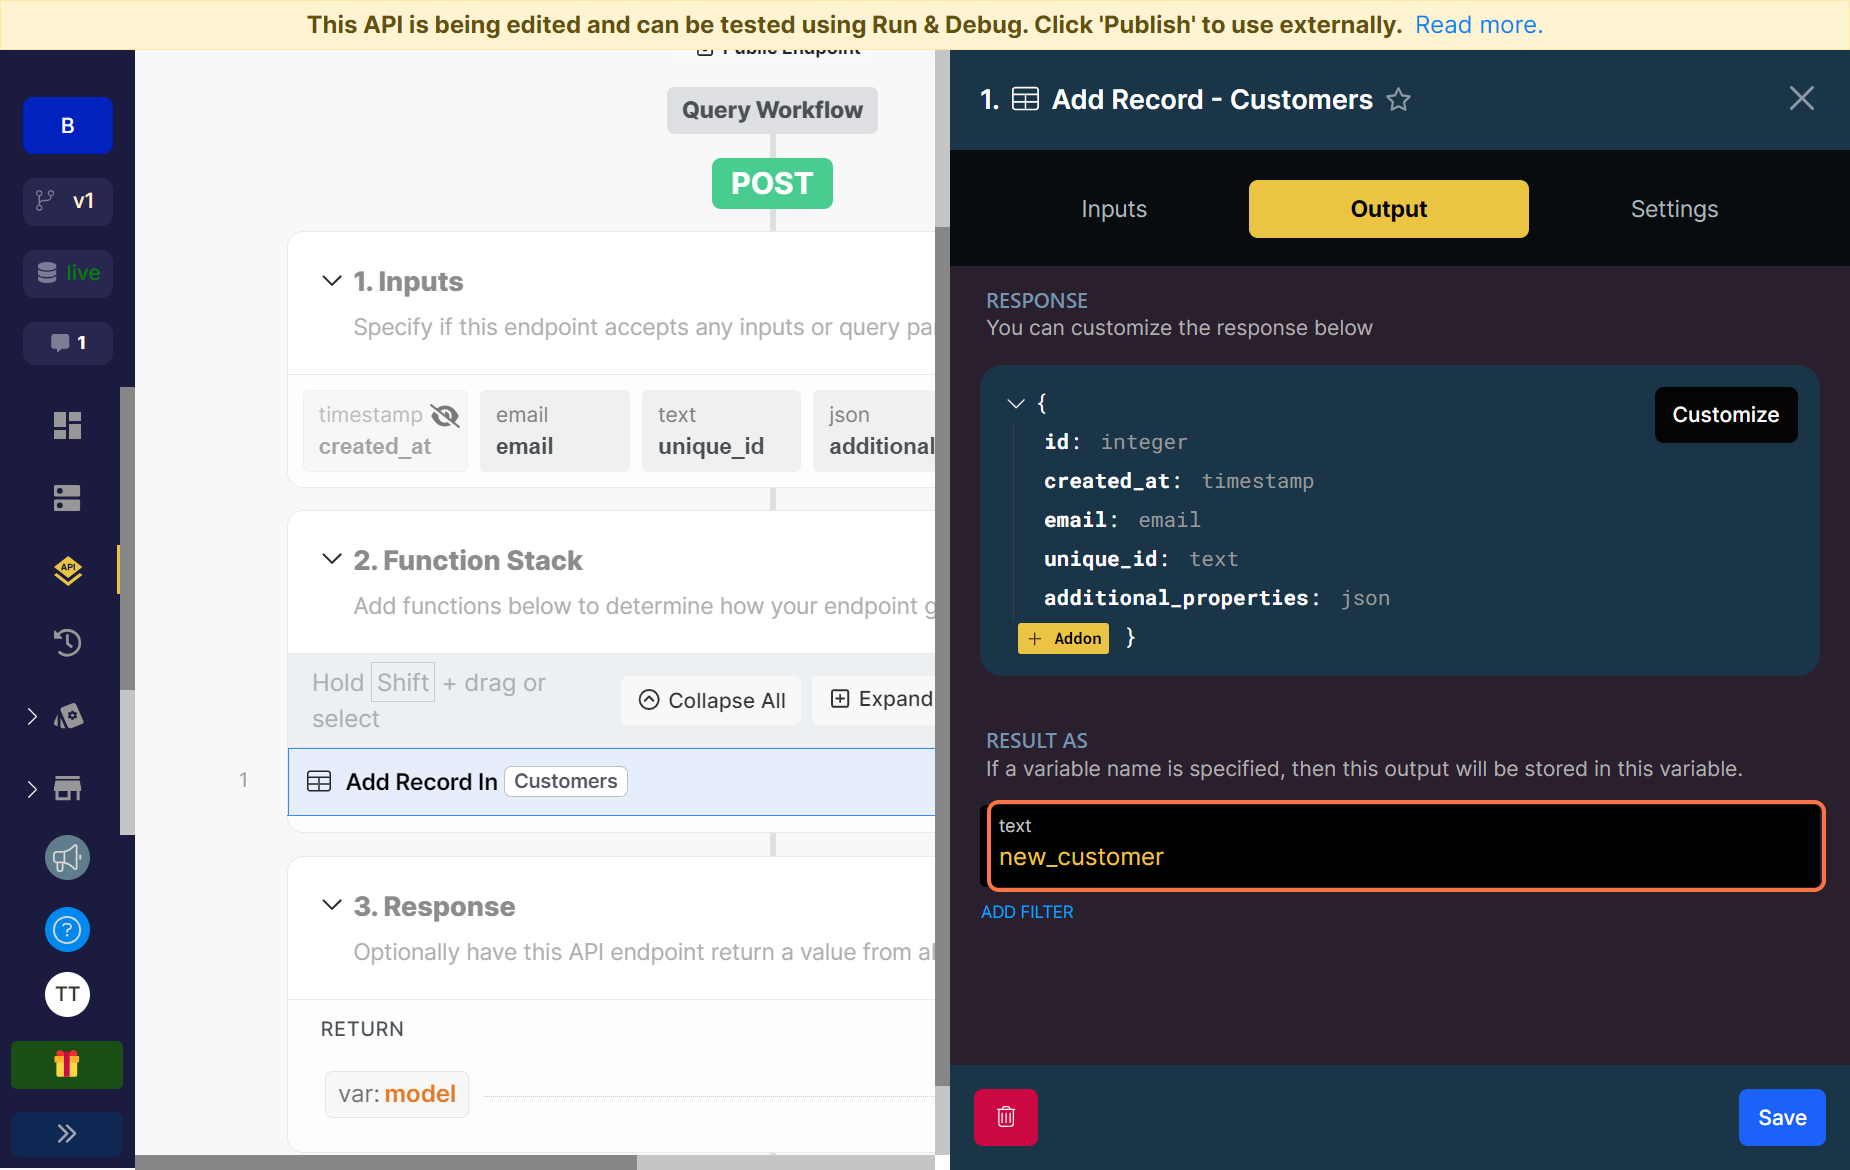 This API is being edited and can be tested using Run & Debug. Click 'Publish' to use externally. Read more.
B
v1
live
1
API
?
TT
Public Endpoint
Query Workflow
POST
1. Inputs
Specify if this endpoint accepts any inputs or query pa
timestamp
created_at
email
email
text
unique_id
json
additional
2. Function Stack
Add functions below to determine how your endpoint g
Hold Shift + drag or
select
Collapse All
Expand
1
Add Record In Customers
3. Response
Optionally have this API endpoint return a value from al
RETURN
var: model
1. Add Record - Customers
Inputs
Output
Settings
RESPONSE
You can customize the response below
{
Customize
id: integer
created_at: timestamp
email: email
unique_id: text
additional_properties: json
+ Addon }
RESULT AS
If a variable name is specified, then this output will be stored in this variable.
text
new_customer
ADD FILTER
Save